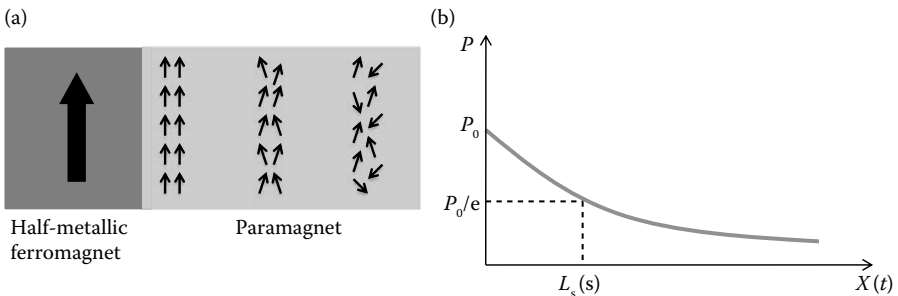 (a)
Half-metallic
ferromagnet
Paramagnet
(b)
P
P₀
P₀/e
Lₛ(s)
X(t)